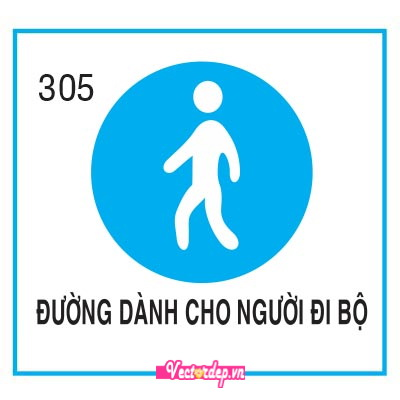 305
ĐƯỜNG DÀNH CHO NGƯỜI ĐI BỘ
Vectordep.vn